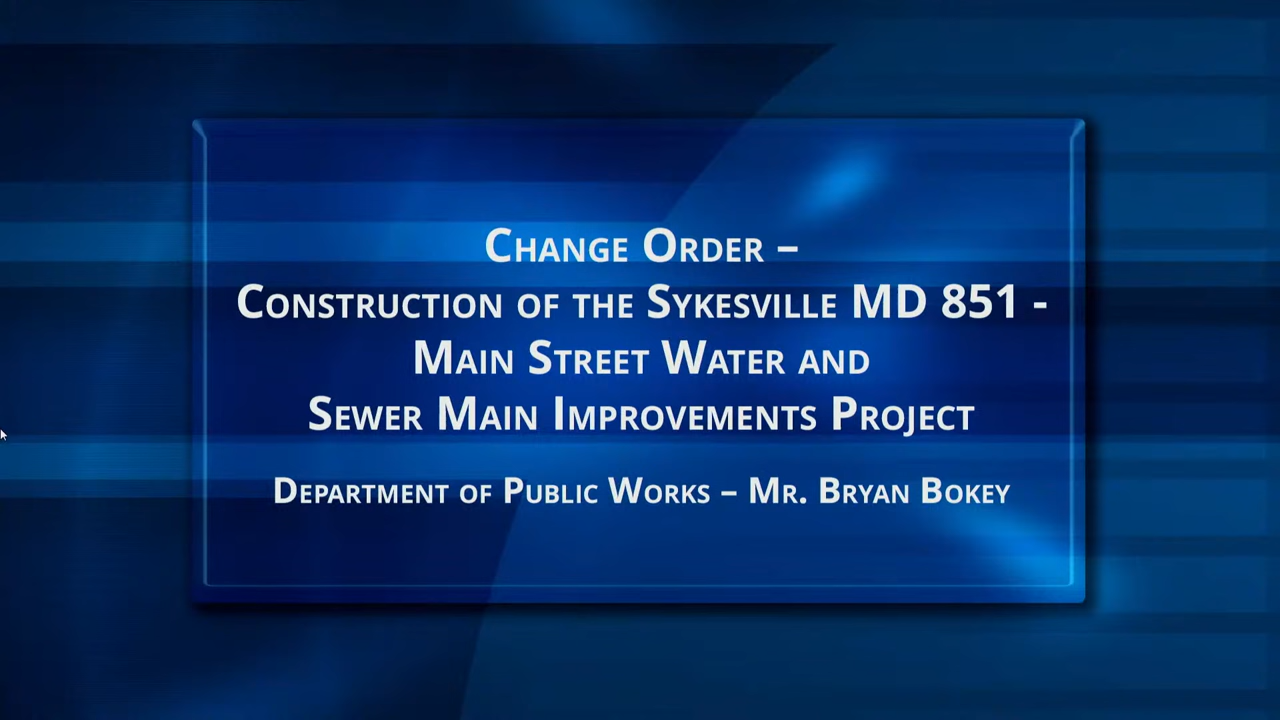 Change Order –
Construction of the Sykesville MD 851 -
Main Street Water and
Sewer Main Improvements Project
Department of Public Works – Mr. Bryan Bokey